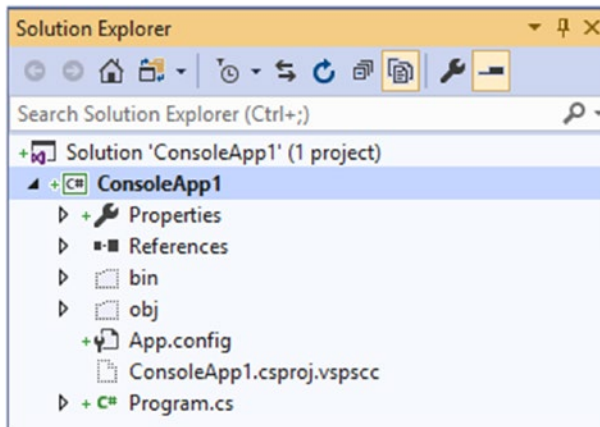 Solution Explorer
Search Solution Explorer (Ctrl+;)
Solution 'ConsoleApp1' (1 project)
C# ConsoleApp1
Properties
References
bin
obj
App.config
ConsoleApp1.csproj.vspscc
C# Program.cs